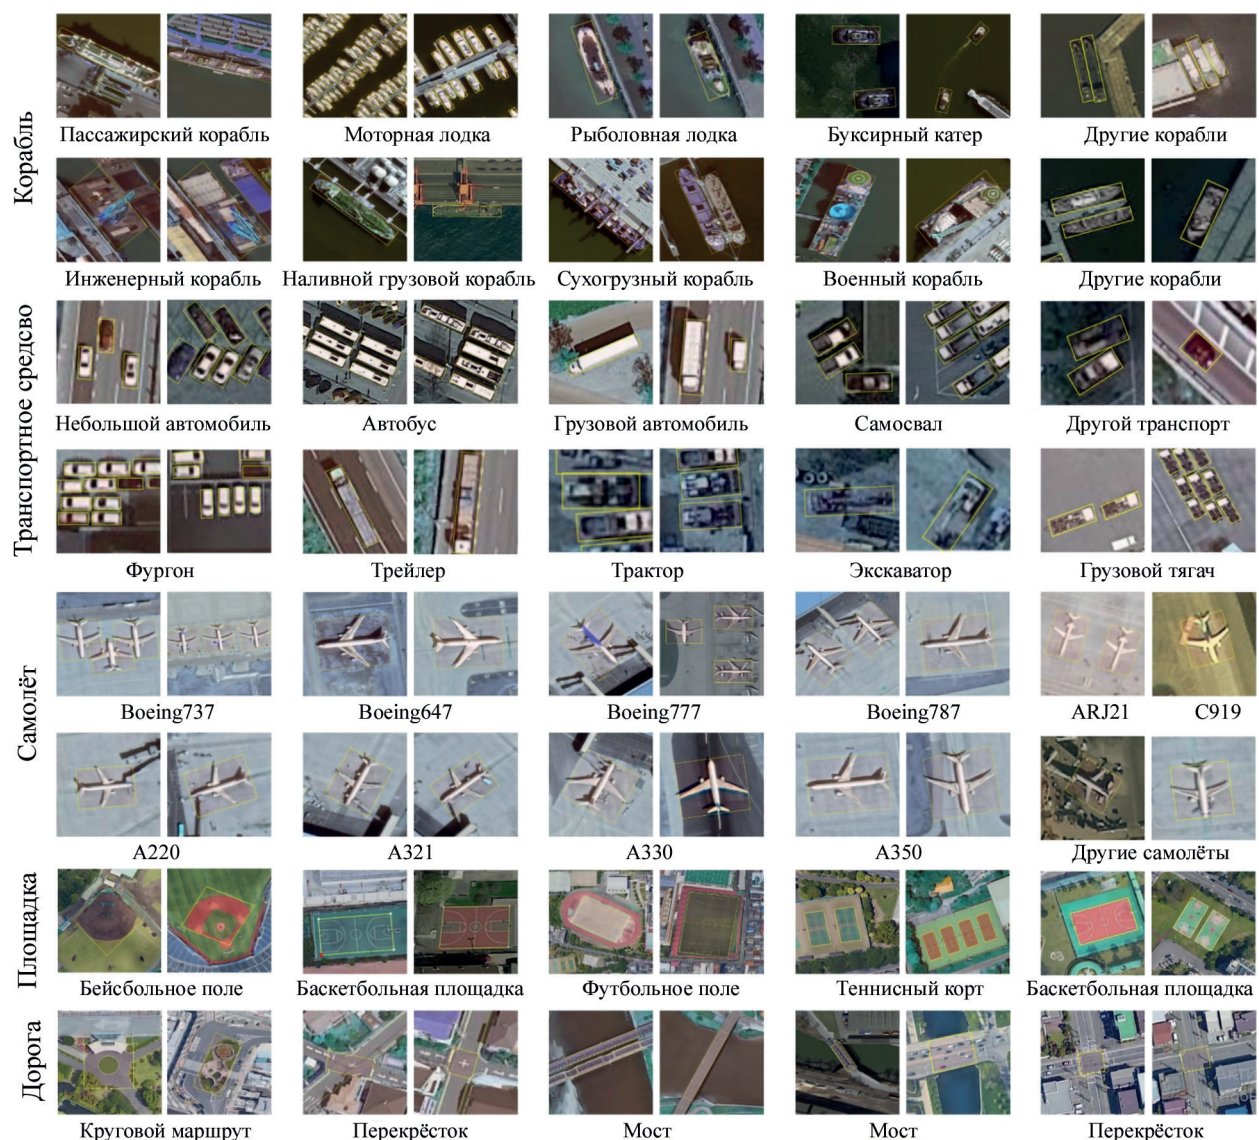 Корабль
Пассажирский корабль
Моторная лодка
Рыболовная лодка
Буксирный катер
Другие корабли
Инженерный корабль
Наливной грузовой корабль
Сухогрузный корабль
Военный корабль
Другие корабли
Транспортное средсво
Небольшой автомобиль
Автобус
Грузовой автомобиль
Самосвал
Другой транспорт
Фургон
Трейлер
Трактор
Экскаватор
Грузовой тягач
Самолёт
Boeing737
Boeing647
Boeing777
Boeing787
ARJ21
C919
A220
A321
A330
A350
Другие самолёты
Площадка
Бейсбольное поле
Баскетбольная площадка
Футбольное поле
Теннисный корт
Баскетбольная площадка
Дорога
Круговой маршрут
Перекрёсток
Мост
Мост
Перекрёсток